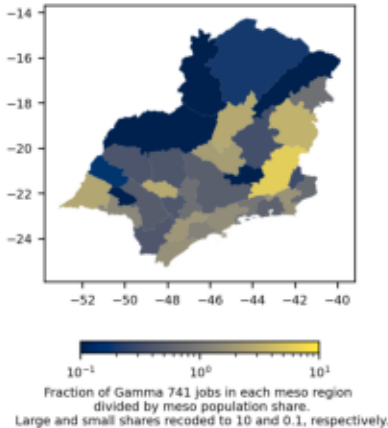 −14
−16
−18
−20
−22
−24
−52 −50 −48 −46 −44 −42 −40
10⁻¹ 10⁰ 10¹
Fraction of Gamma 741 jobs in each meso region
divided by meso population share.
Large and small shares recoded to 10 and 0.1, respectively